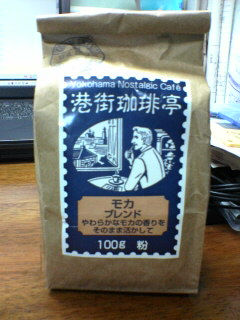 Yokohama Nostalgic Café
港街珈琲亭
モカ
ブレンド
やわらかなモカの香りを
そのまま活かして
100g 粉